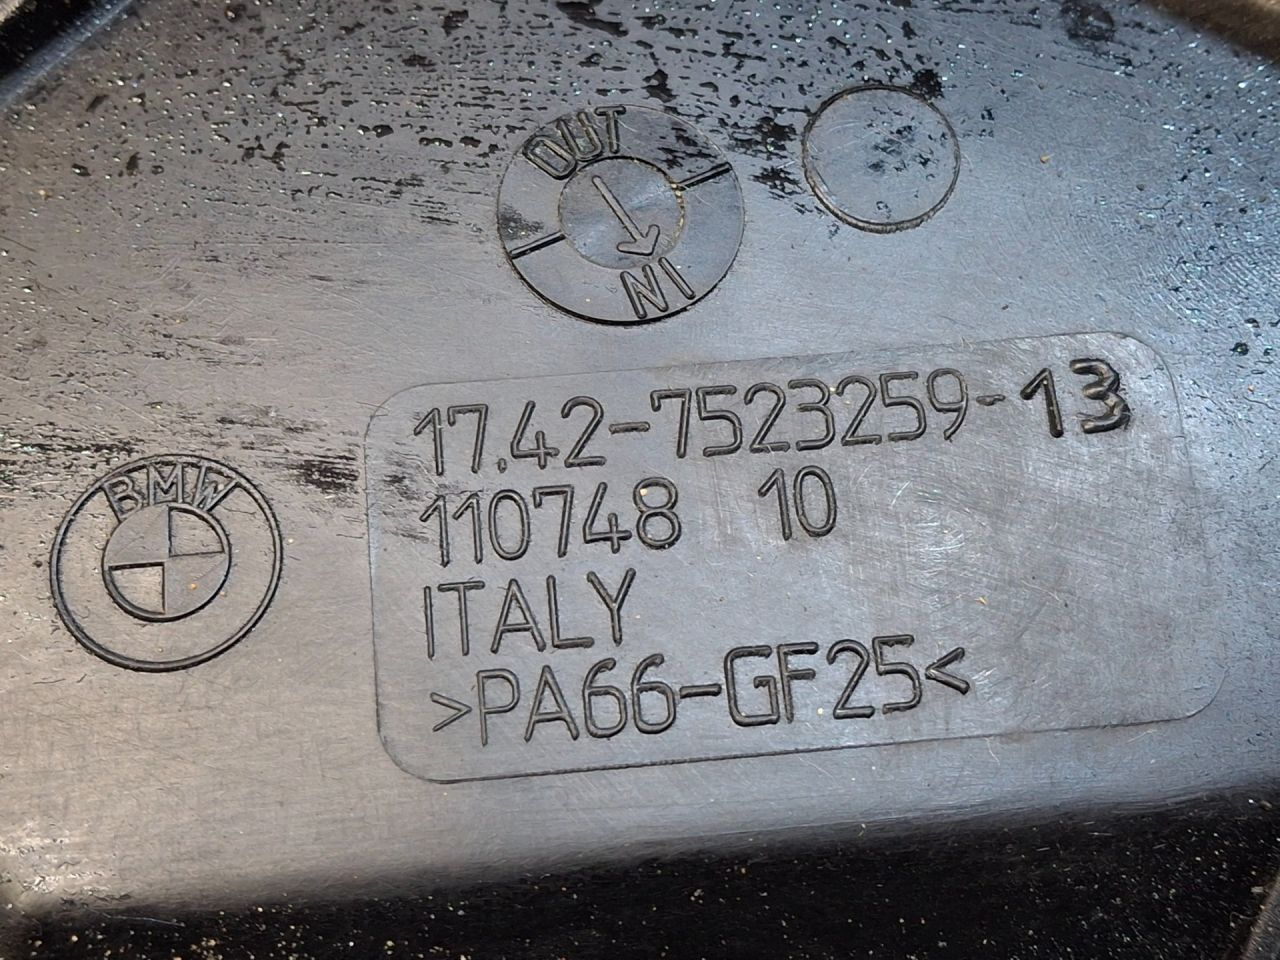 OUT
IN
17.42-7523259-13
BMW
110748 10
ITALY
>PA66-GF25<